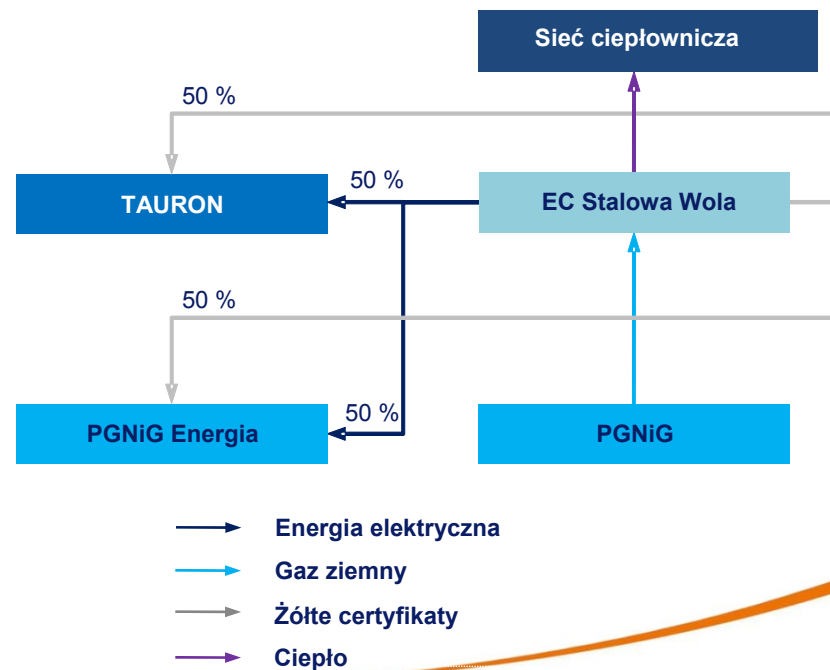 Sieć ciepłownicza
50 %
50 %
TAURON
EC Stalowa Wola
50 %
50 %
PGNiG Energia
PGNiG
Energia elektryczna
Gaz ziemny
Żółte certyfikaty
Ciepło